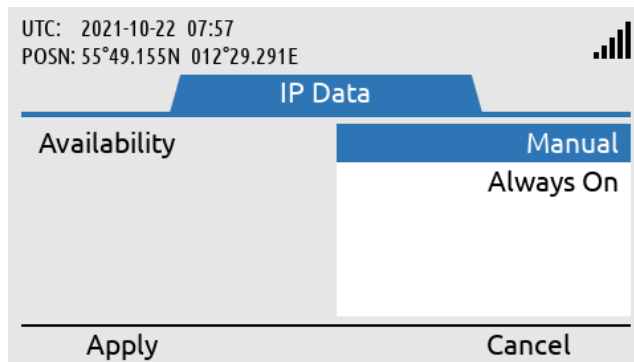 UTC: 2021-10-22 07:57
POSN: 55°49.155N 012°29.291E
IP Data
Availability
Manual
Always On
Apply
Cancel